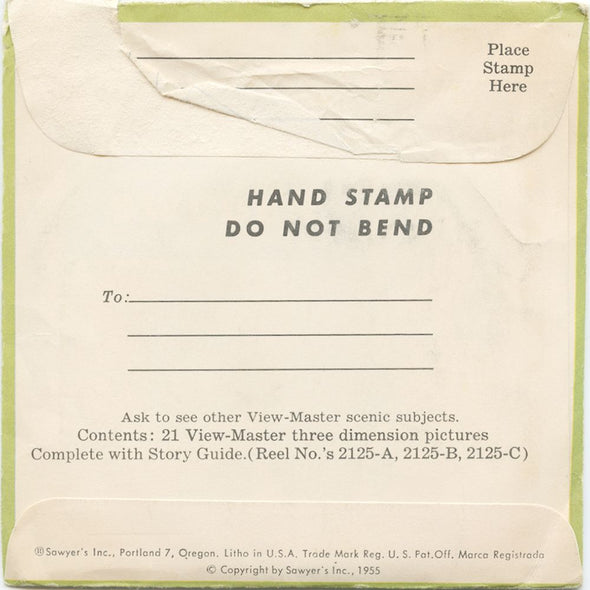 Place
Stamp
Here
HAND STAMP
DO NOT BEND
To:
Ask to see other View-Master scenic subjects.
Contents: 21 View-Master three dimension pictures
Complete with Story Guide.(Reel No.'s 2125-A, 2125-B, 2125-C)
®Sawyer's Inc., Portland 7, Oregon. Litho in U.S.A. Trade Mark Reg. U. S. Pat.Off. Marca Registrada
© Copyright by Sawyer's Inc., 1955